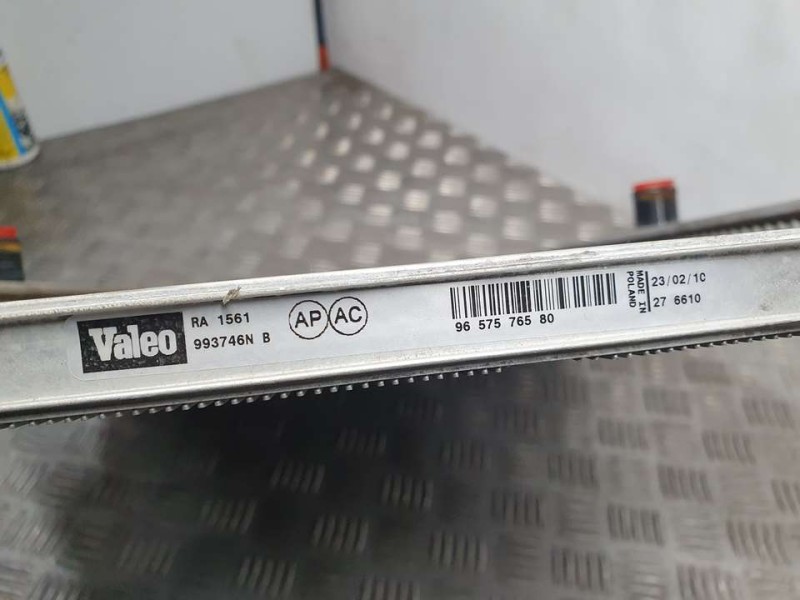 Valeo
RA 1561
993746N B
AP AC
96 575 765 80
MADE IN
POLAND
23/02/10
27 6610